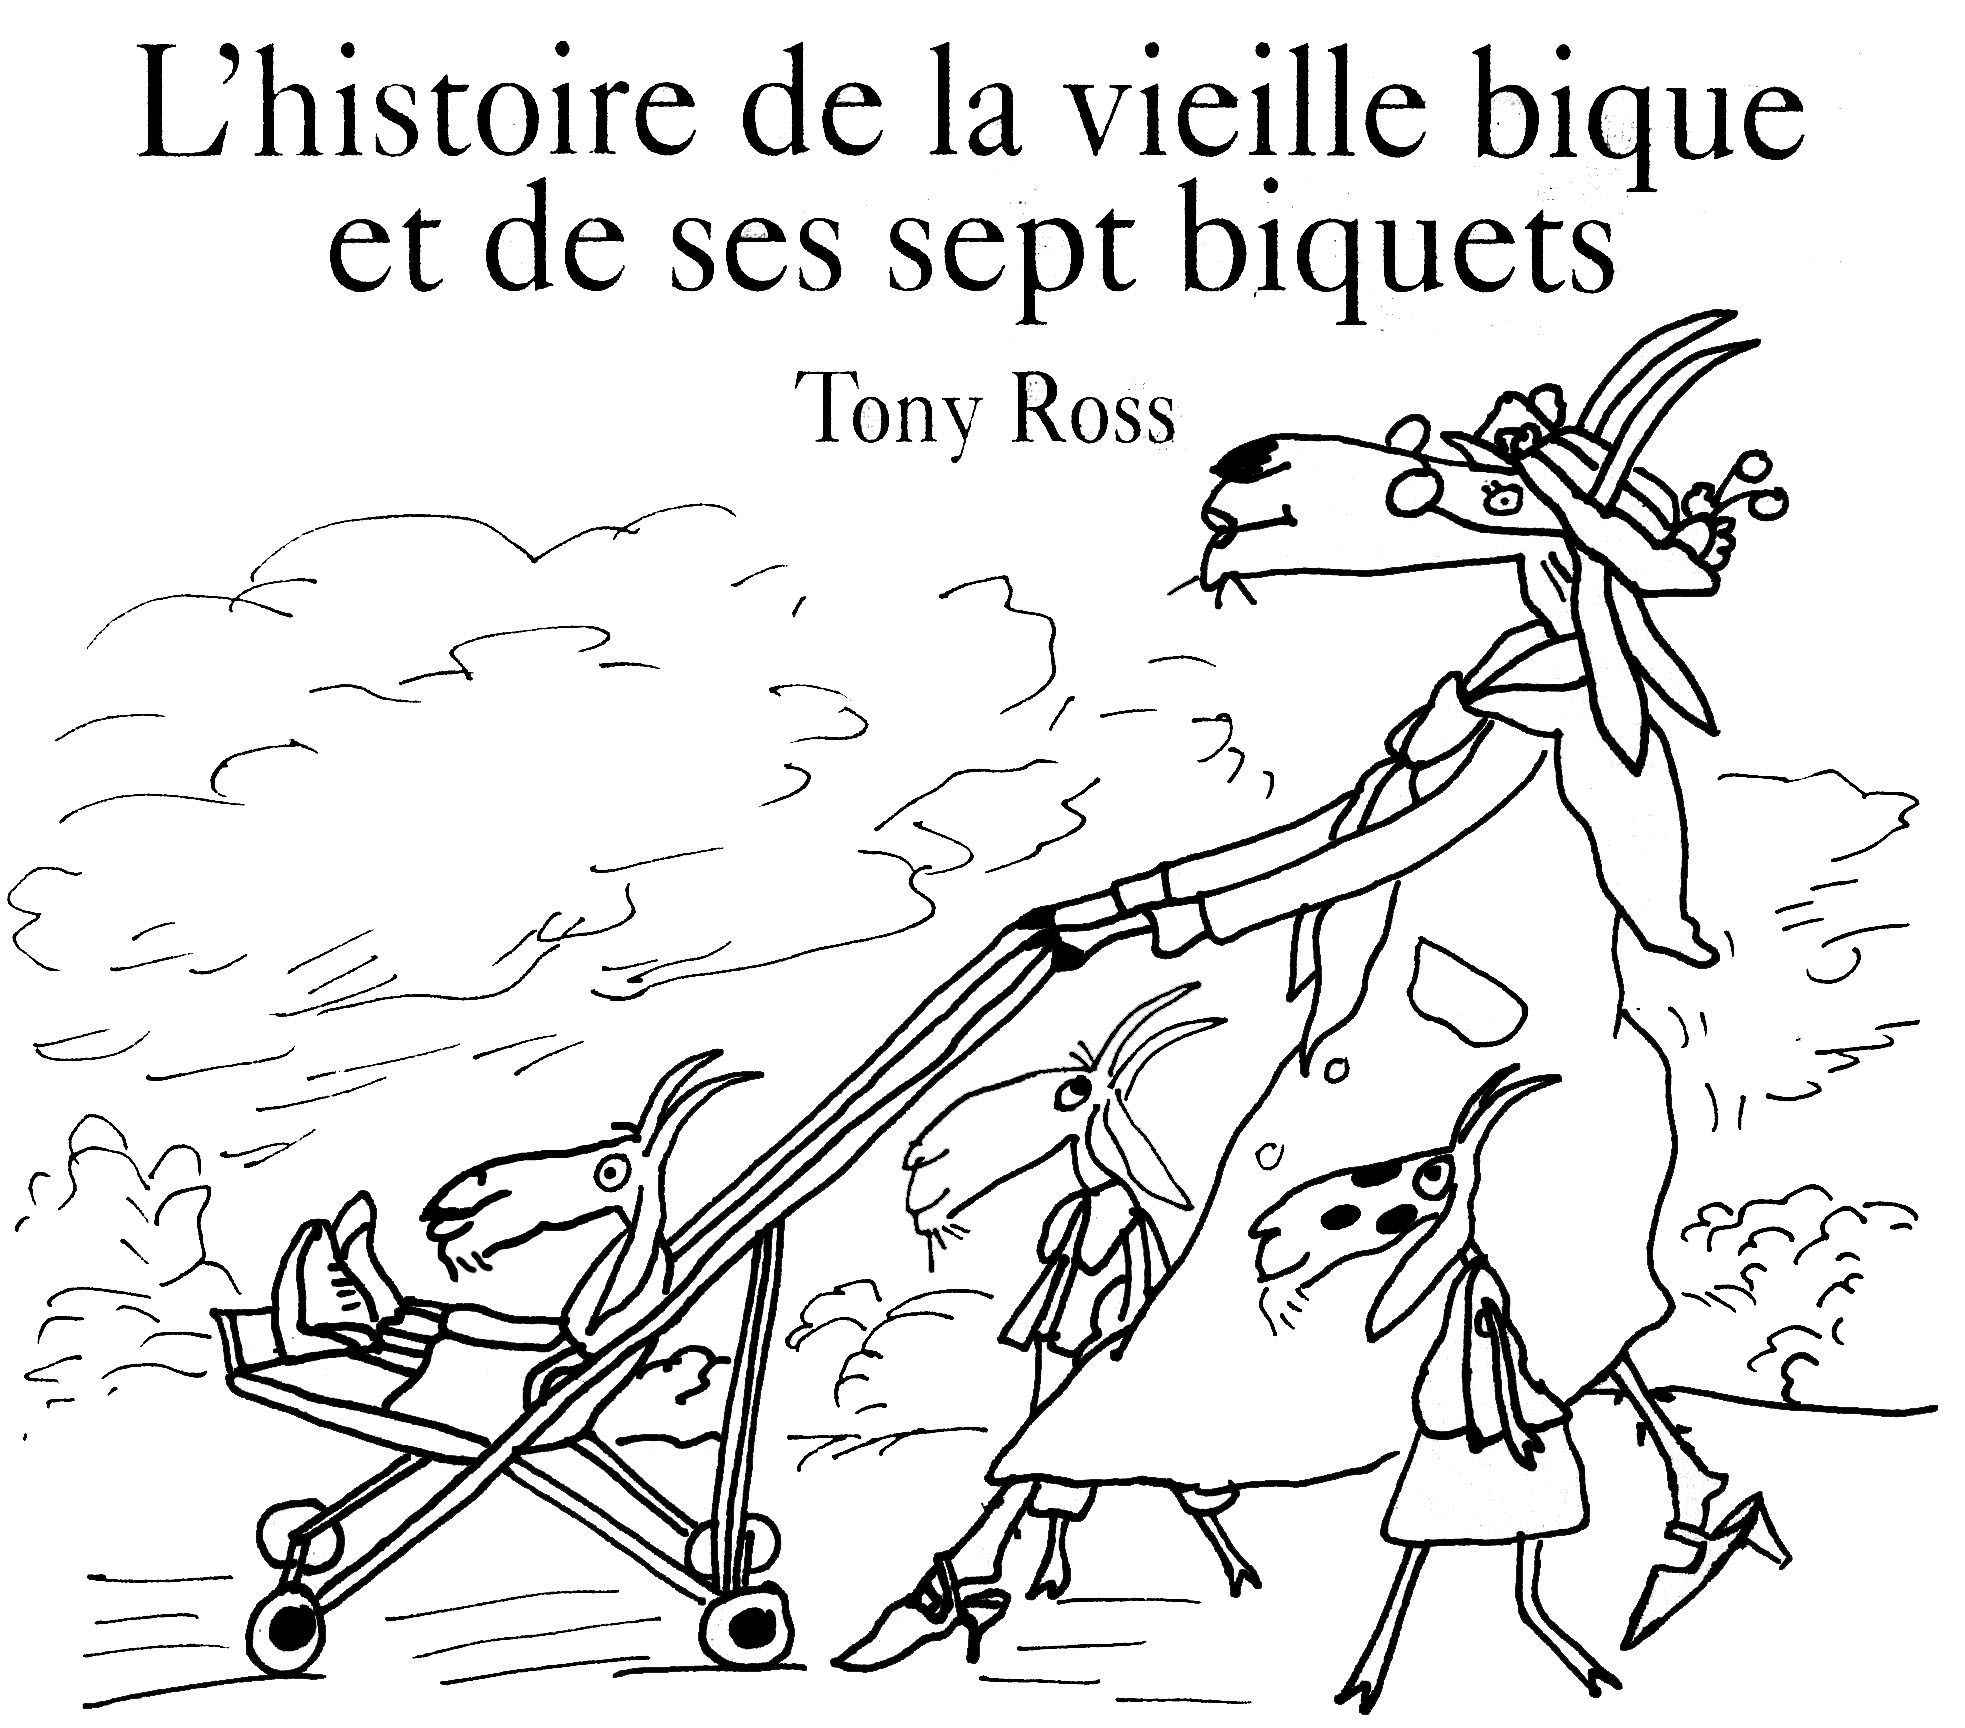 L'histoire de la vieille bique
et de ses sept biquets
Tony Ross